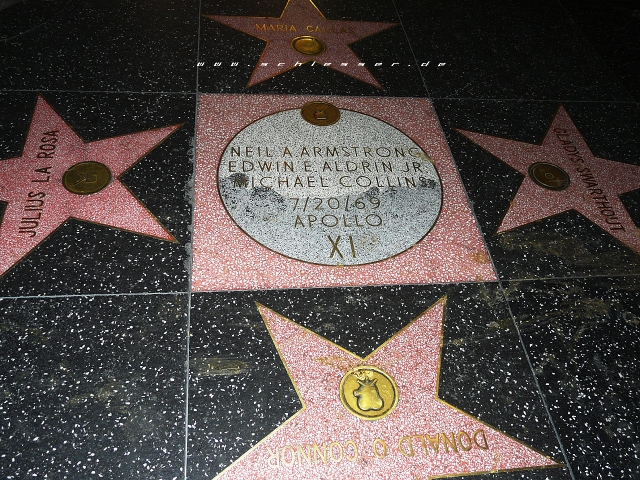 MARIA CALLAS
www.schlesser.de
NEIL A. ARMSTRONG
EDWIN E. ALDRIN JR.
MICHAEL COLLINS
7/20/69
APOLLO
XI
JULIUS LA ROSA
GLADYS SWARTHOUT
DONALD O'CONNOR